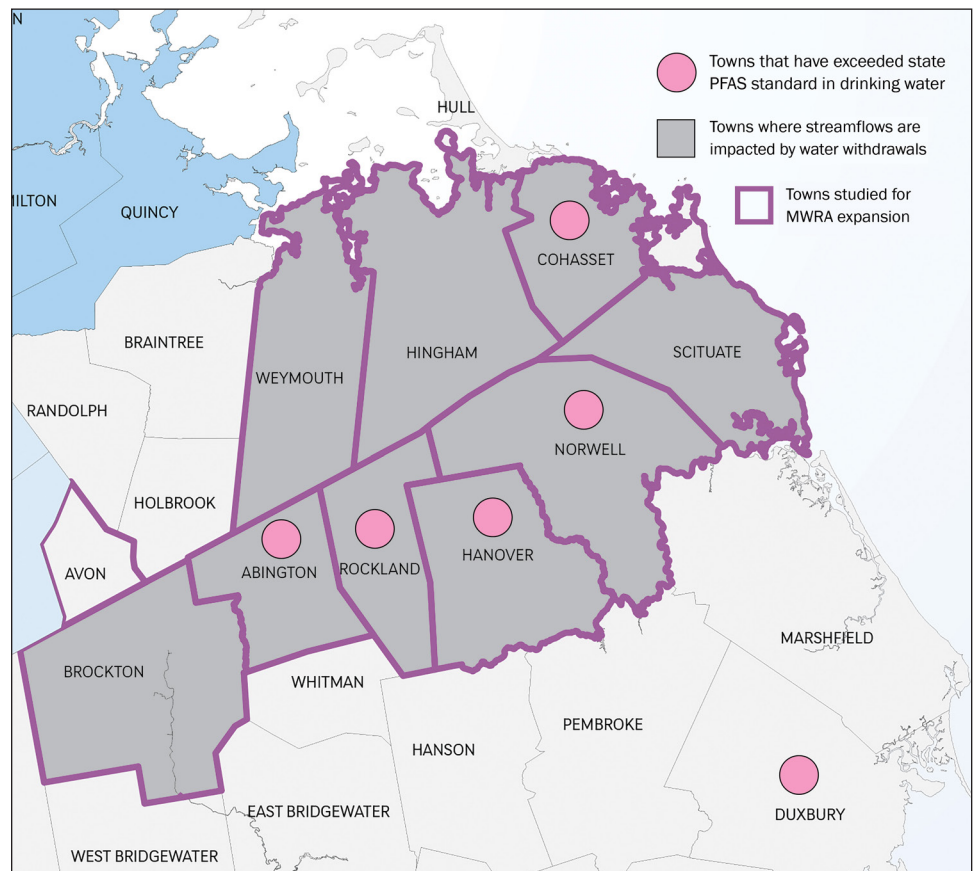 N
HULL
Towns that have exceeded state
PFAS standard in drinking water
Towns where streamflows are
impacted by water withdrawals
Towns studied for
MWRA expansion
MILTON
QUINCY
COHASSET
BRAINTREE
HINGHAM
SCITUATE
WEYMOUTH
RANDOLPH
NORWELL
HOLBROOK
HANOVER
ABINGTON
ROCKLAND
AVON
MARSHFIELD
BROCKTON
WHITMAN
PEMBROKE
HANSON
EAST BRIDGEWATER
DUXBURY
WEST BRIDGEWATER